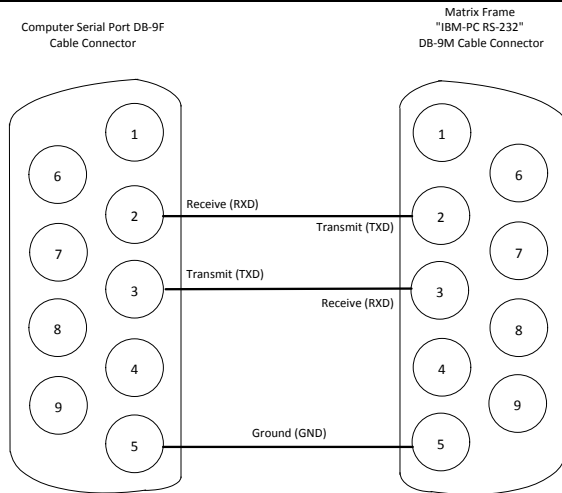 Computer Serial Port DB-9F
Cable Connector
Matrix Frame
"IBM-PC RS-232"
DB-9M Cable Connector
1
6
2
7
3
8
4
9
5
Receive (RXD)
Transmit (TXD)
Transmit (TXD)
Receive (RXD)
Ground (GND)
1
6
2
7
3
8
4
9
5